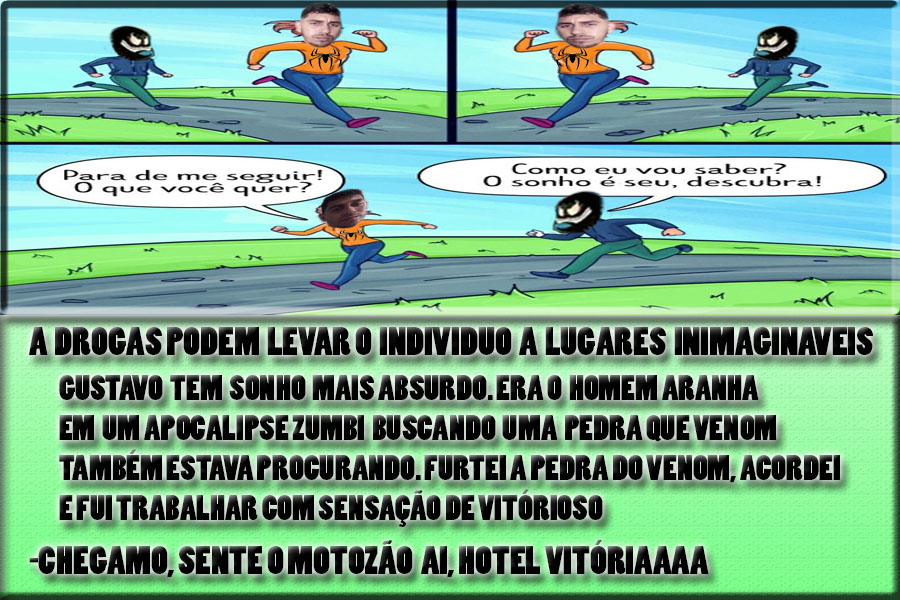 Para de me seguir!
O que você quer?
Como eu vou saber?
O sonho é seu, descubra!
A DROGAS PODEM LEVAR O INDIVIDUO A LUGARES INIMAGINAVEIS
GUSTAVO TEM SONHO MAIS ABSURDO. ERA O HOMEM ARANHA
EM UM APOCALIPSE ZUMBI BUSCANDO UMA PEDRA QUE VENOM
TAMBÉM ESTAVA PROCURANDO. FURTEI A PEDRA DO VENOM, ACORDEI
E FUI TRABALHAR COM SENSAÇÃO DE VITÓRIOSO
-CHEGAMO, SENTE O MOTOZÃO AI, HOTEL VITÓRIAAAA